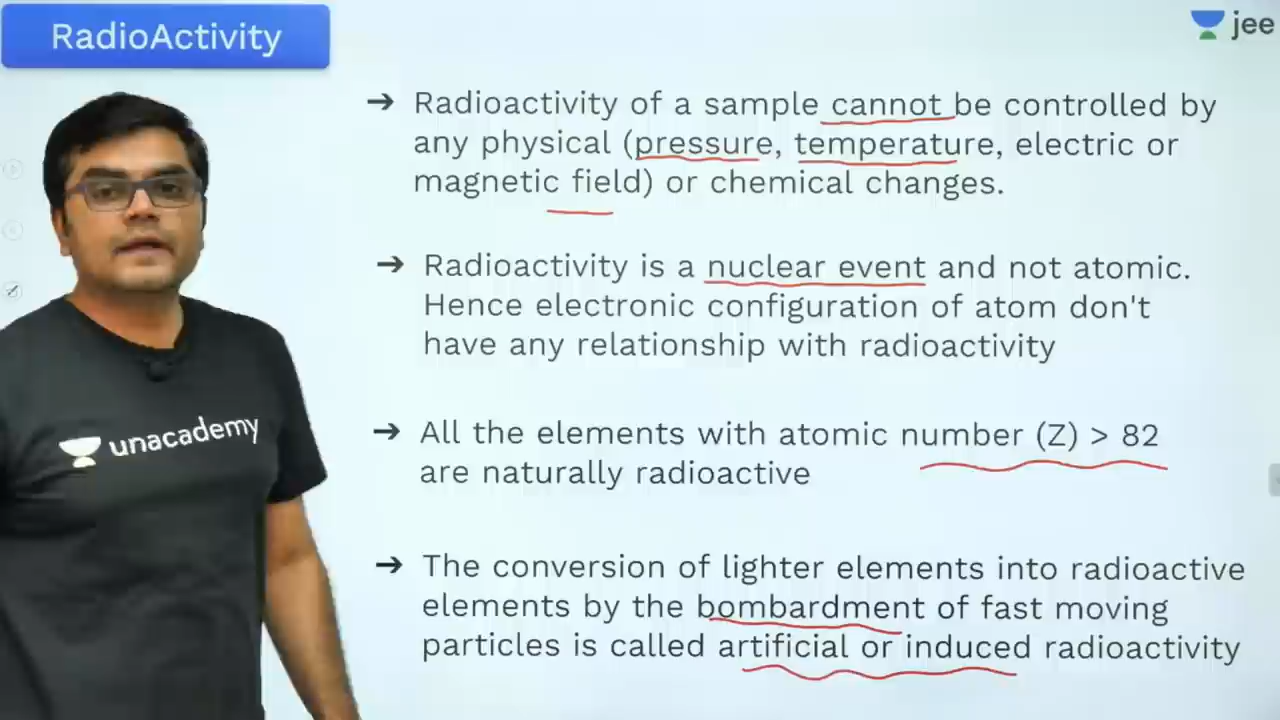 RadioActivity
jee
➔ Radioactivity of a sample cannot be controlled by
any physical (pressure, temperature, electric or
magnetic field) or chemical changes.
➔ Radioactivity is a nuclear event and not atomic.
Hence electronic configuration of atom don't
have any relationship with radioactivity
➔ All the elements with atomic number (Z) > 82
are naturally radioactive
➔ The conversion of lighter elements into radioactive
elements by the bombardment of fast moving
particles is called artificial or induced radioactivity
unacademy